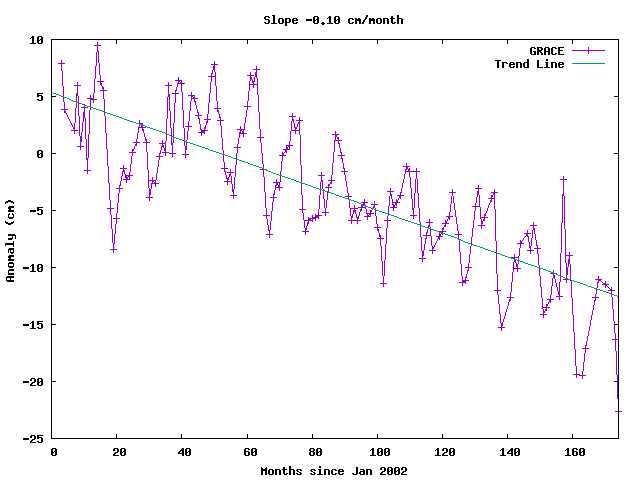 Slope -0.10 cm/month
GRACE
Trend Line
10
5
0
-5
-10
-15
-20
-25
Anomaly (cm)
0 20 40 60 80 100 120 140 160
Months since Jan 2002